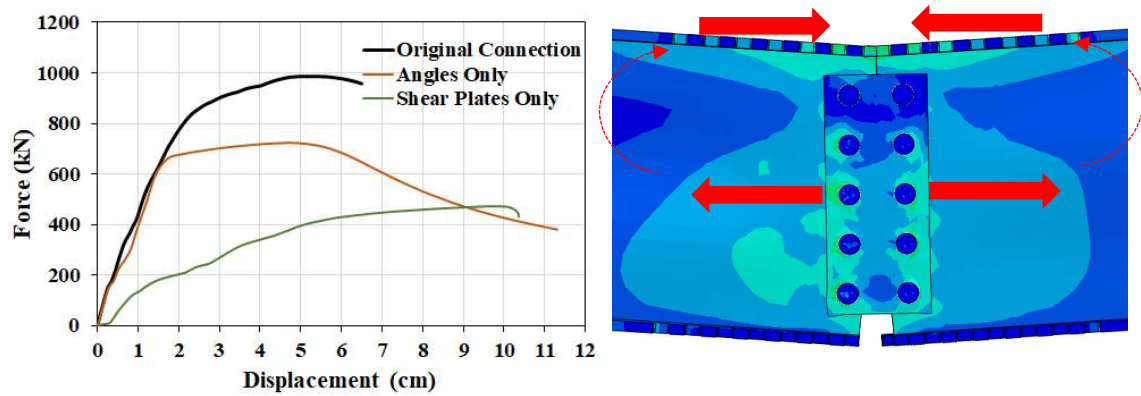 1200
1000
800
600
400
200
0
Force (kN)
Original Connection
Angles Only
Shear Plates Only
0 1 2 3 4 5 6 7 8 9 10 11 12
Displacement (cm)